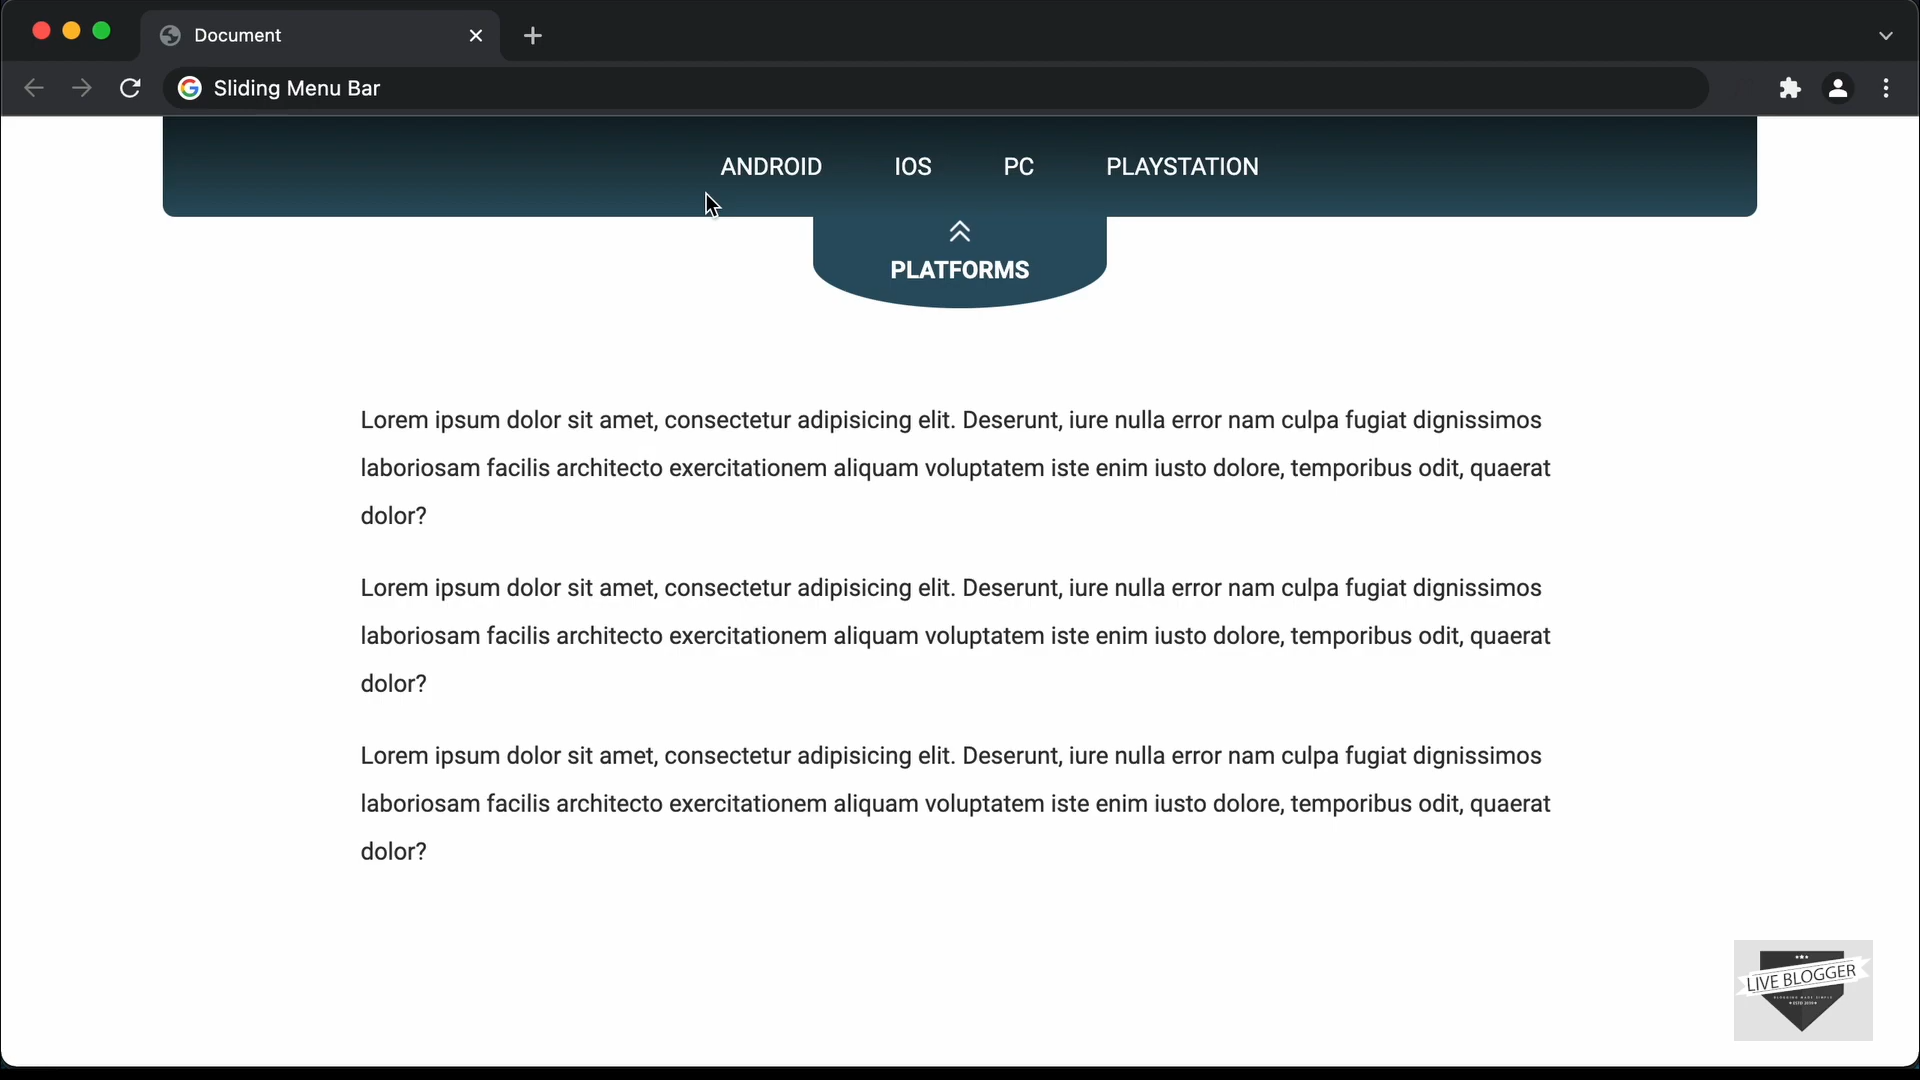 Document
Sliding Menu Bar
ANDROID IOS PC PLAYSTATION
PLATFORMS
Lorem ipsum dolor sit amet, consectetur adipisicing elit. Deserunt, iure nulla error nam culpa fugiat dignissimos
laboriosam facilis architecto exercitationem aliquam voluptatem iste enim iusto dolore, temporibus odit, quaerat
dolor?
Lorem ipsum dolor sit amet, consectetur adipisicing elit. Deserunt, iure nulla error nam culpa fugiat dignissimos
laboriosam facilis architecto exercitationem aliquam voluptatem iste enim iusto dolore, temporibus odit, quaerat
dolor?
Lorem ipsum dolor sit amet, consectetur adipisicing elit. Deserunt, iure nulla error nam culpa fugiat dignissimos
laboriosam facilis architecto exercitationem aliquam voluptatem iste enim iusto dolore, temporibus odit, quaerat
dolor?
LIVE BLOGGER